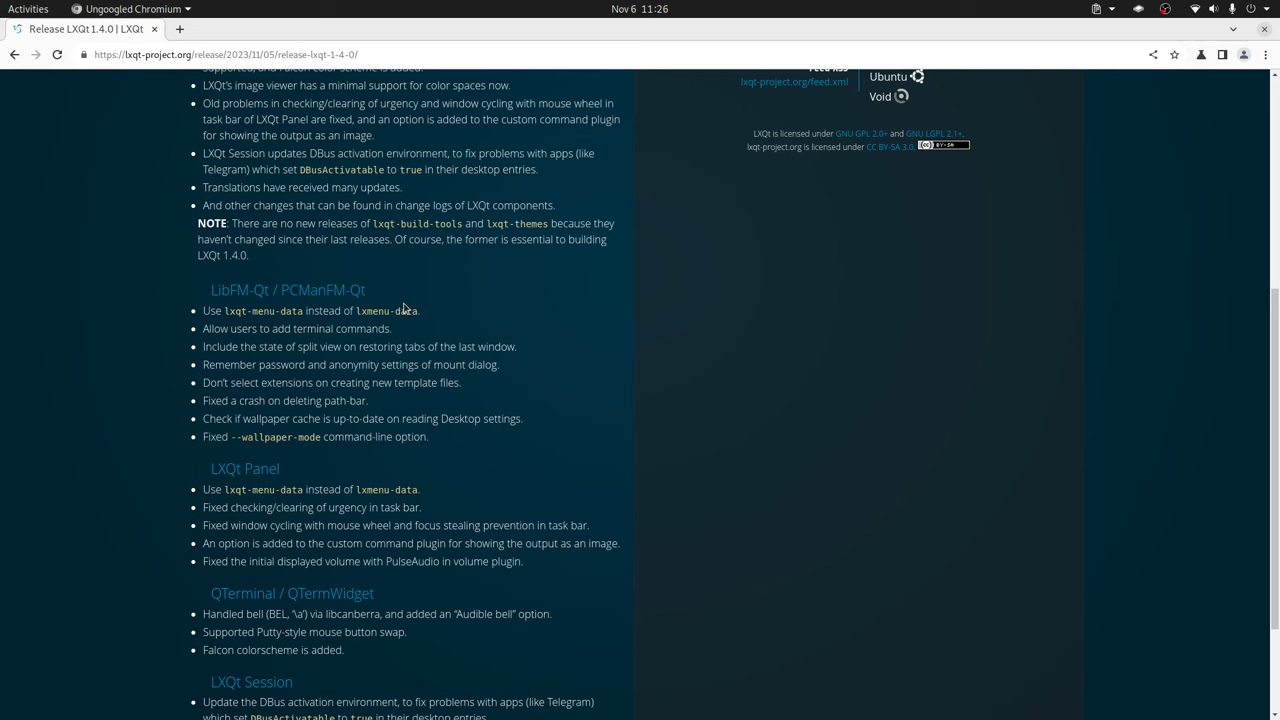 Activities
Ungoogled Chromium
Nov 6 11:26
Release LXQt 1.4.0 | LXQt
https://lxqt-project.org/release/2023/11/05/release-lxqt-1-4-0/
supported, and Falcon color scheme is added.
LXQt's image viewer has a minimal support for color spaces now.
Old problems in checking/clearing of urgency and window cycling with mouse wheel in
task bar of LXQt Panel are fixed, and an option is added to the custom command plugin
for showing the output as an image.
LXQt Session updates DBus activation environment, to fix problems with apps (like
Telegram) which set DBusActivatable to true in their desktop entries.
Translations have received many updates.
And other changes that can be found in change logs of LXQt components.
NOTE: There are no new releases of lxqt-build-tools and lxqt-themes because they
haven't changed since their last releases. Of course, the former is essential to building
LXQt 1.4.0.
LibFM-Qt / PCManFM-Qt
Use lxqt-menu-data instead of lxmenu-data.
Allow users to add terminal commands.
Include the state of split view on restoring tabs of the last window.
Remember password and anonymity settings of mount dialog.
Don't select extensions on creating new template files.
Fixed a crash on deleting path-bar.
Check if wallpaper cache is up-to-date on reading Desktop settings.
Fixed --wallpaper-mode command-line option.
LXQt Panel
Use lxqt-menu-data instead of lxmenu-data.
Fixed checking/clearing of urgency in task bar.
Fixed window cycling with mouse wheel and focus stealing prevention in task bar.
An option is added to the custom command plugin for showing the output as an image.
Fixed the initial displayed volume with PulseAudio in volume plugin.
QTerminal / QTermWidget
Handled bell (BEL, '\a') via libcanberra, and added an "Audible bell" option.
Supported Putty-style mouse button swap.
Falcon colorscheme is added.
LXQt Session
Update the DBus activation environment, to fix problems with apps (like Telegram)
which set DBusActivatable to true in their desktop entries.
Feed RSS
lxqt-project.org/feed.xml
Ubuntu
Void
LXQt is licensed under GNU GPL 2.0+ and GNU LGPL 2.1+.
lxqt-project.org is licensed under CC BY-SA 3.0. BY-SA